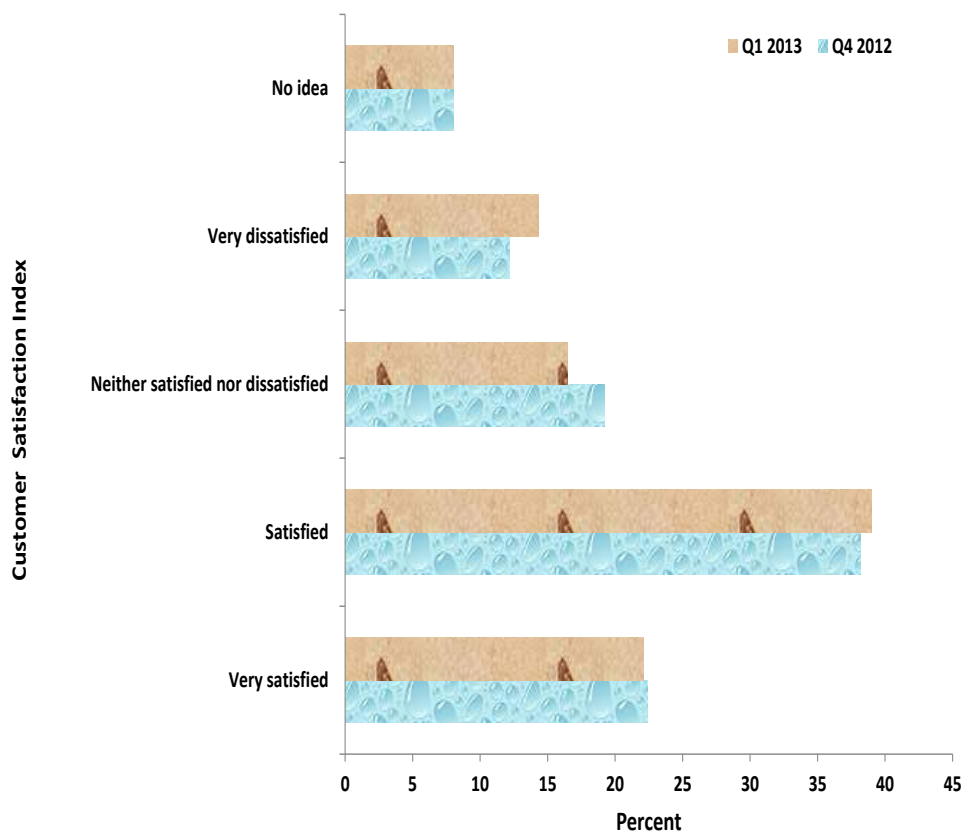 Q1 2013 Q4 2012
No idea
Very dissatisfied
Neither satisfied nor dissatisfied
Satisfied
Very satisfied
Customer Satisfaction Index
0 5 10 15 20 25 30 35 40 45
Percent